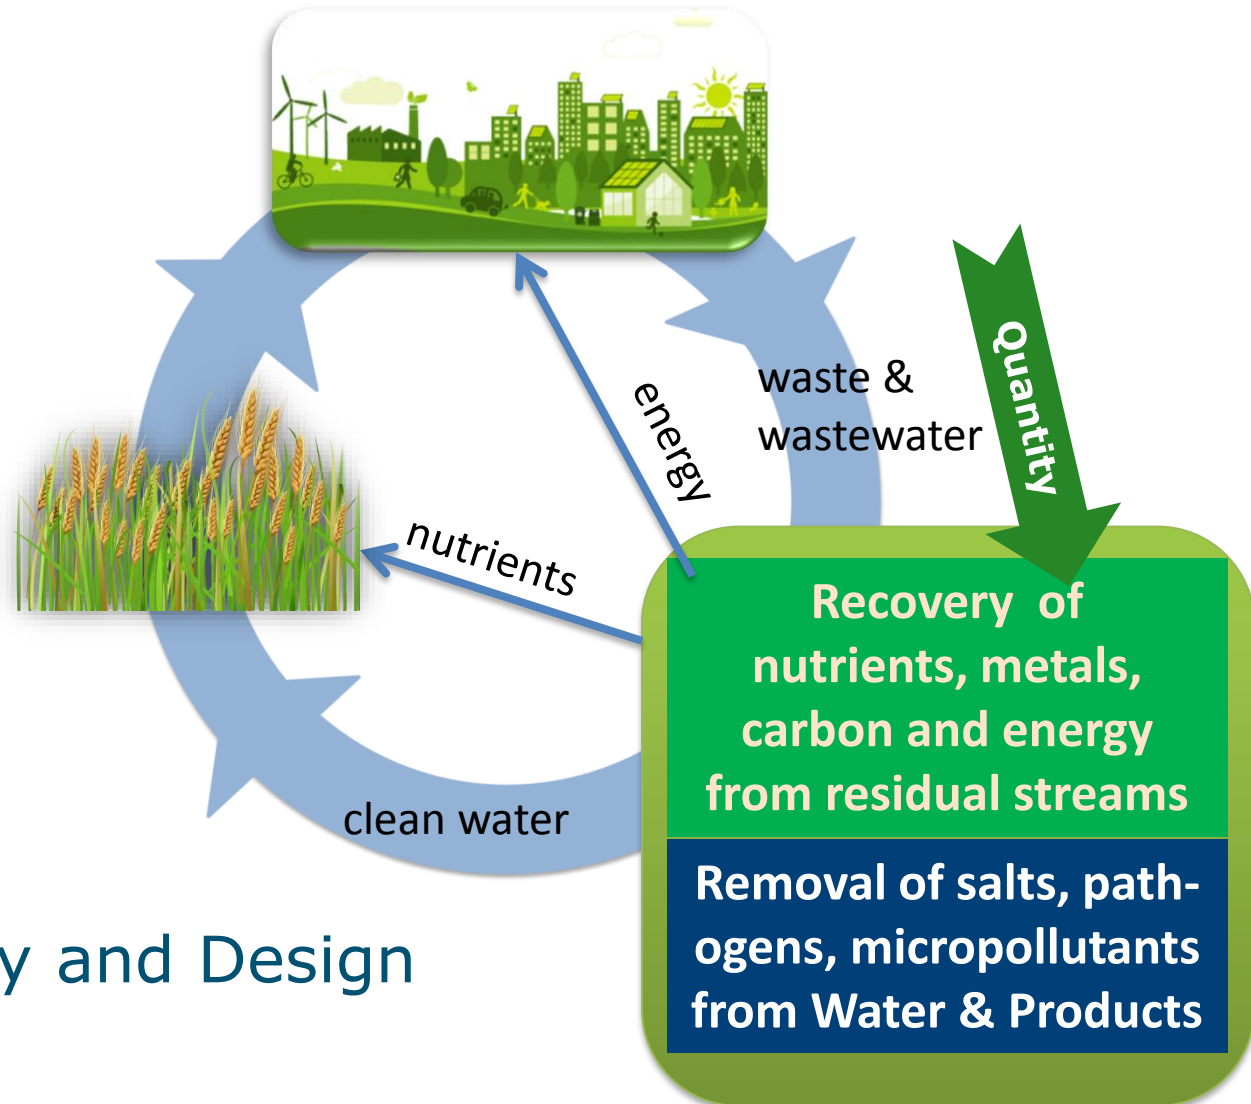 waste &
wastewater
Quantity
energy
nutrients
Recovery of
nutrients, metals,
carbon and energy
from residual streams
clean water
Removal of salts, path-
ogens, micropollutants
from Water & Products
y and Design